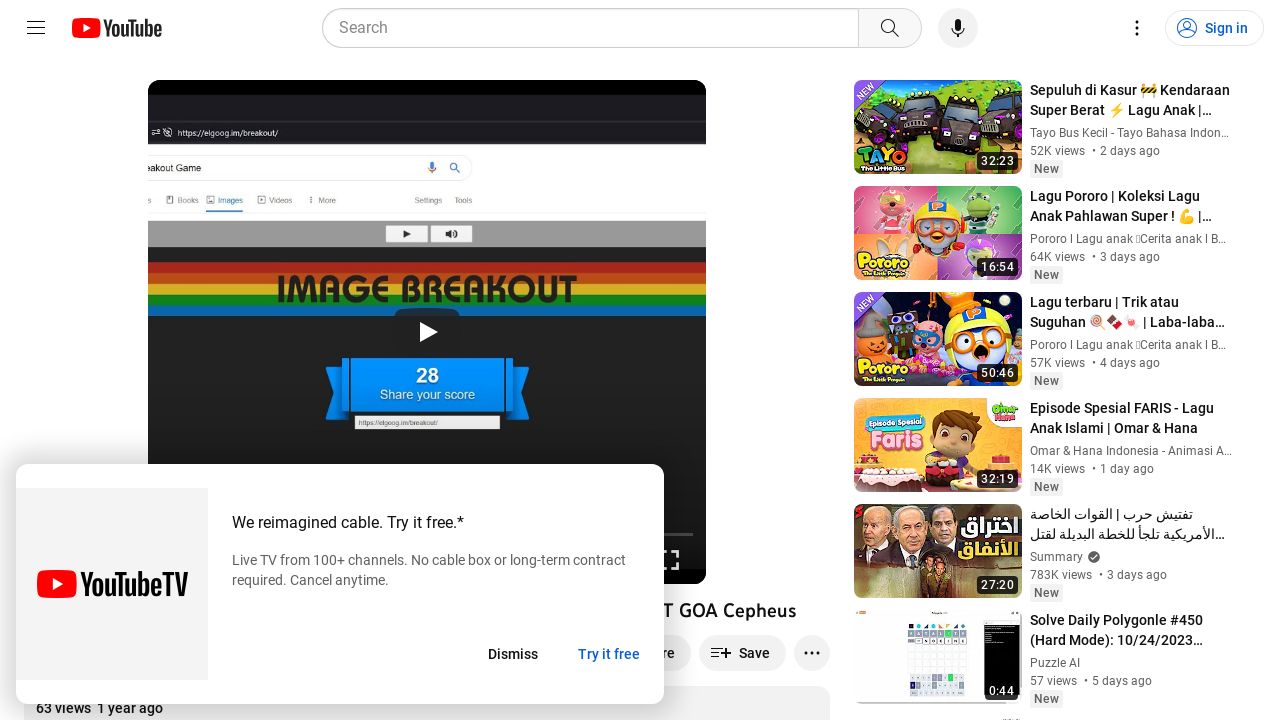 YouTube
Search
Sign in
https://elgoog.im/breakout/
eakout Game
Books
Images
Videos
More
Settings
Tools
IMAGE BREAKOUT
28
Share your score
https://elgoog.im/breakout/
T GOA Cepheus
Save
63 views 1 year ago
YouTubeTV
We reimagined cable. Try it free.*
Live TV from 100+ channels. No cable box or long-term contract
required. Cancel anytime.
Dismiss
Try it free
NEW
TAYO
The Little Bus
32:23
Sepuluh di Kasur 🚧 Kendaraan
Super Berat ⚡ Lagu Anak |...
Tayo Bus Kecil - Tayo Bahasa Indon...
52K views • 2 days ago
New
PORORO
The Little Penguin
16:54
Lagu Pororo | Koleksi Lagu
Anak Pahlawan Super ! 💪 |...
Pororo l Lagu anak Cerita anak l B...
64K views • 3 days ago
New
NEW
PORORO
The Little Penguin
50:46
Lagu terbaru | Trik atau
Suguhan 🍭🍫🍬 | Laba-laba...
Pororo l Lagu anak Cerita anak l B...
57K views • 4 days ago
New
Episode Spesial
Faris
Omar
Hana
32:19
Episode Spesial FARIS - Lagu
Anak Islami | Omar & Hana
Omar & Hana Indonesia - Animasi A...
14K views • 1 day ago
New
اختراق
الأنفاق
27:20
تفتيش حرب | القوات الخاصة
الأمريكية تلجأ للخطة البديلة لقتل...
Summary
783K views • 3 days ago
New
0:44
Solve Daily Polygonle #450
(Hard Mode): 10/24/2023...
Puzzle AI
57 views • 5 days ago
New